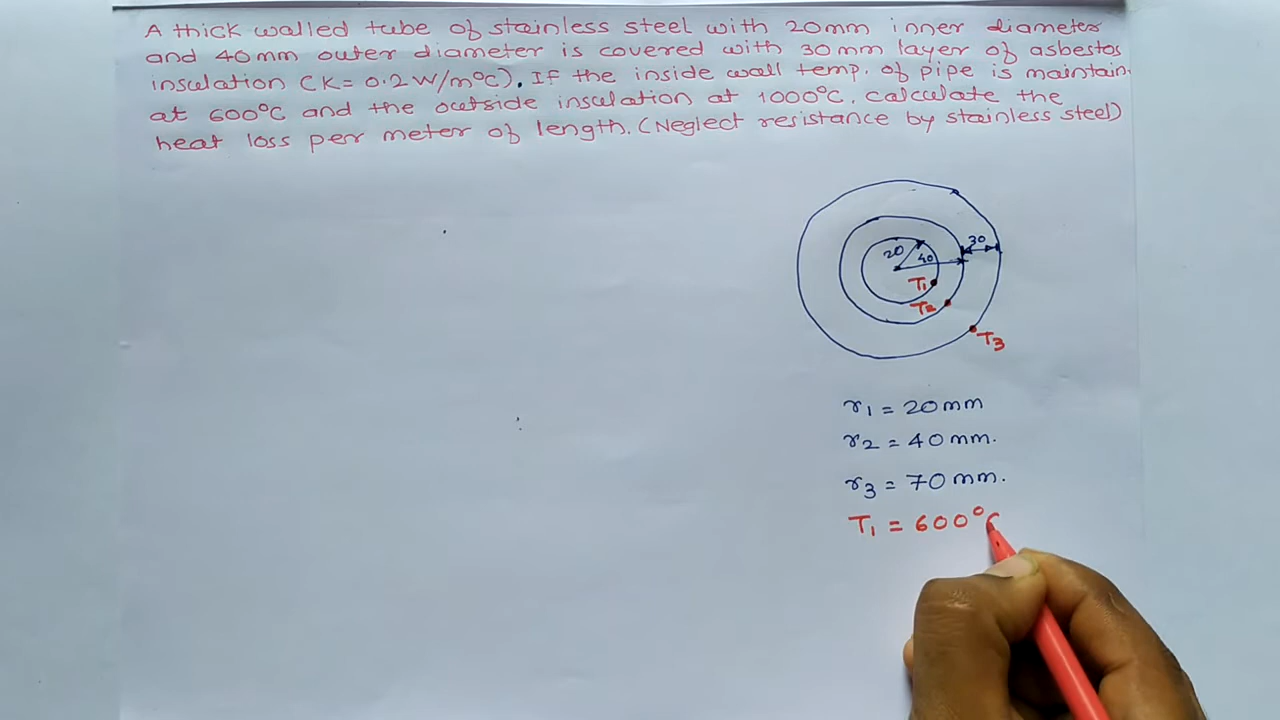 A thick walled tube of stainless steel with 20mm inner diameter
and 40mm outer diameter is covered with 30mm layer of asbestos
insulation (K= 0.2 W/m°C). If the inside wall temp. of pipe is maintain.
at 600°C and the outside insulation at 1000°C. calculate the
heat loss per meter of length. (Neglect resistance by stainless steel)
20
40
30
T1
T2
T3
r1 = 20mm
r2 = 40mm.
r3 = 70mm.
T1 = 600°C